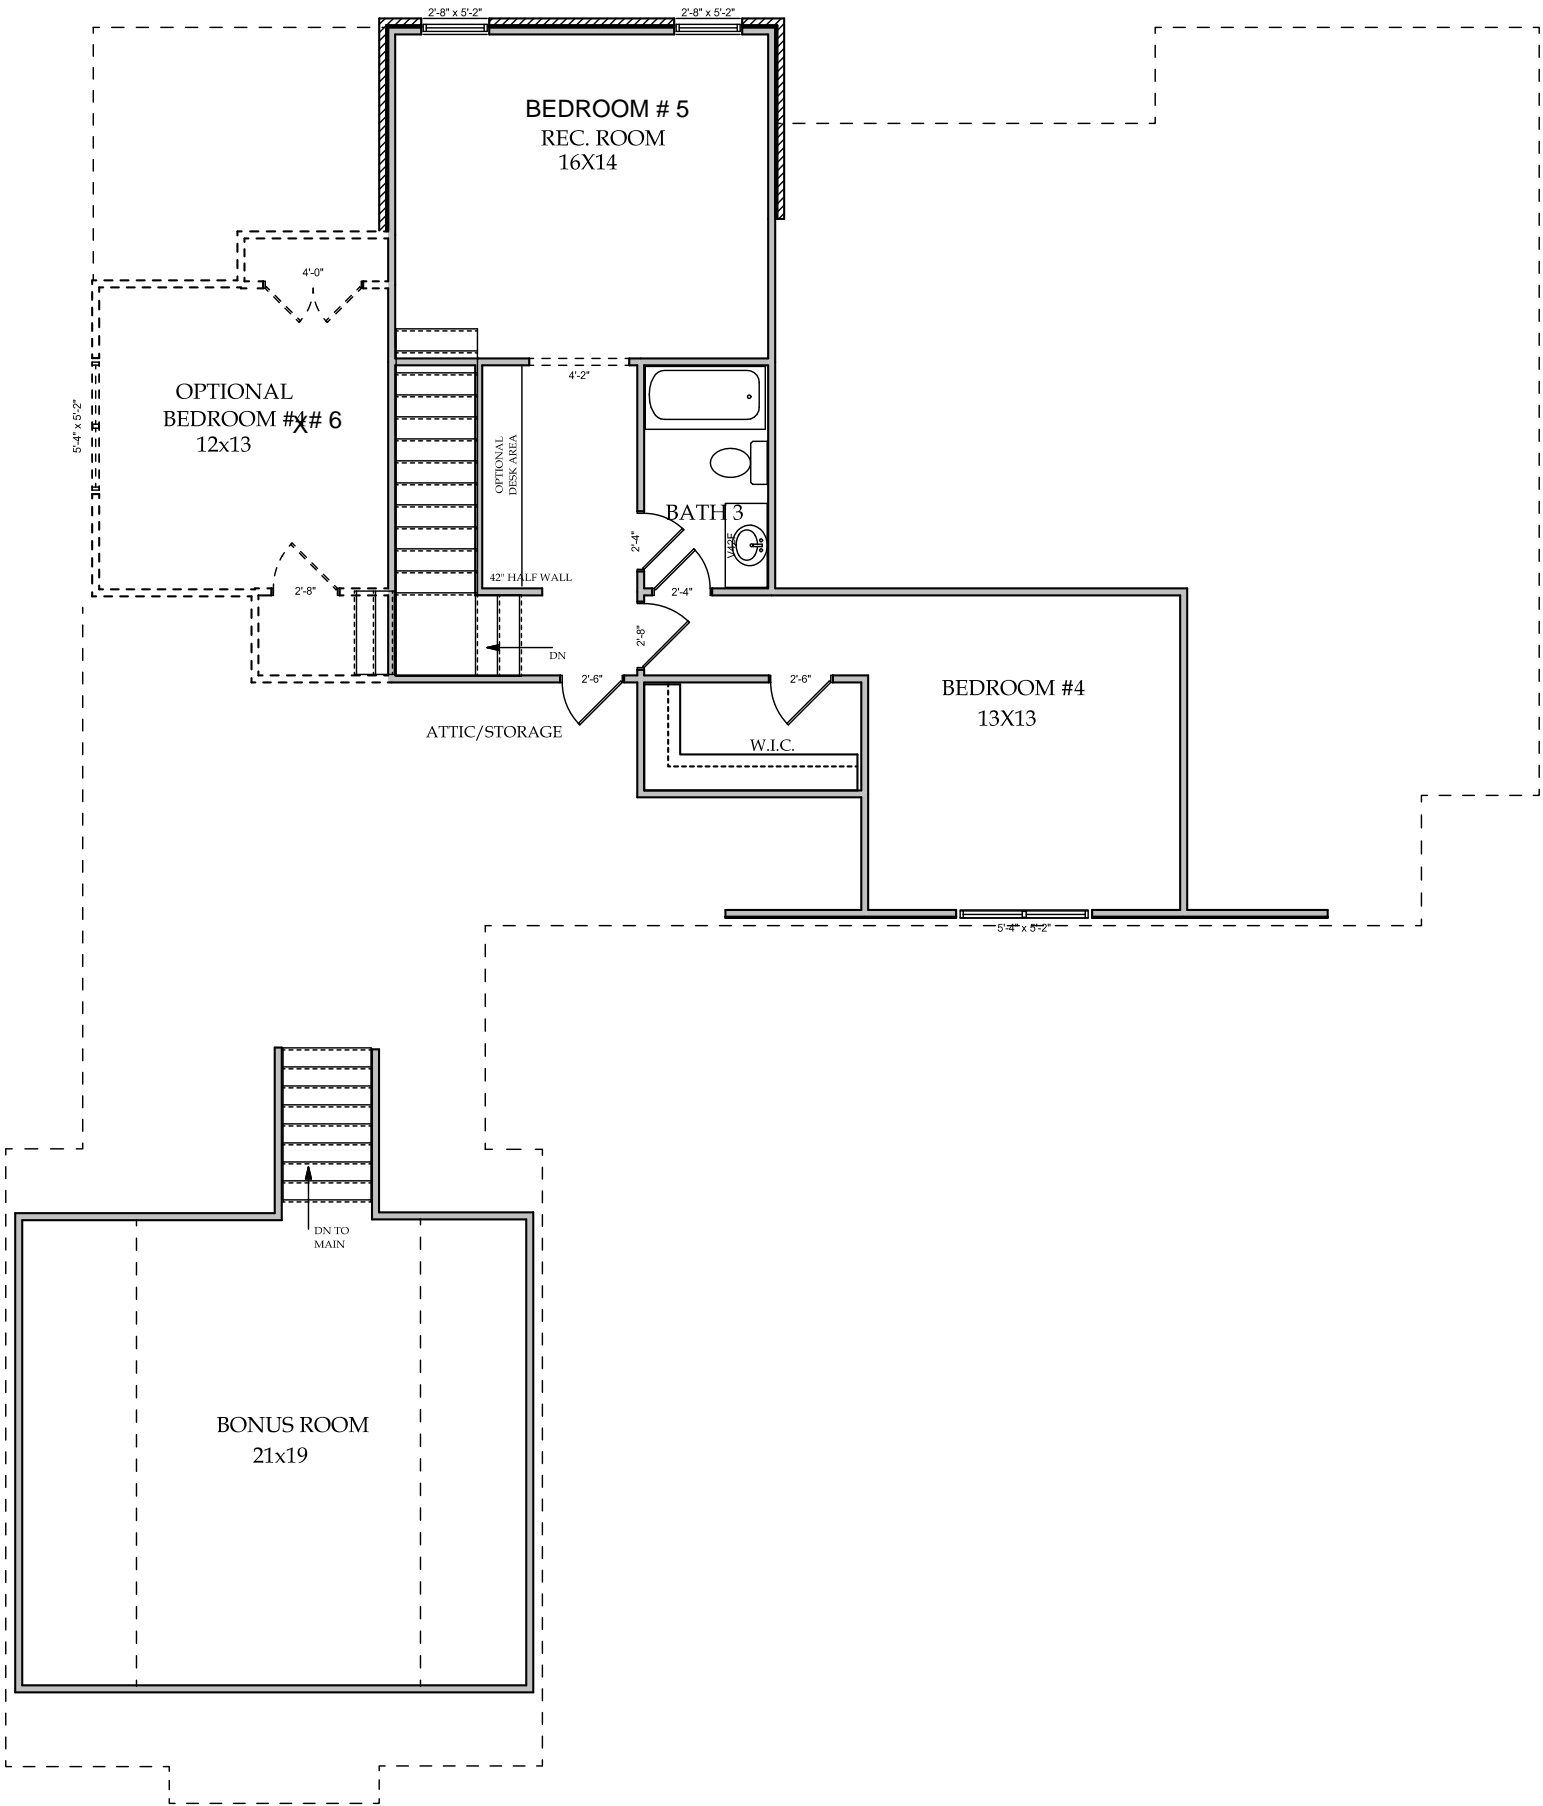 2'-8" x 5'-2"
2'-8" x 5'-2"
BEDROOM # 5
REC. ROOM
16X14
4'-0"
4'-2"
OPTIONAL
BEDROOM #4 # 6
X
12x13
5'-4" x 5'-2"
OPTIONAL
DESK AREA
BATH 3
V42E
2'-4"
42" HALF WALL
2'-8"
2'-4"
2'-8"
DN
2'-6"
2'-6"
BEDROOM #4
13X13
ATTIC/STORAGE
W.I.C.
5'-4" x 5'-2"
DN TO
MAIN
BONUS ROOM
21x19